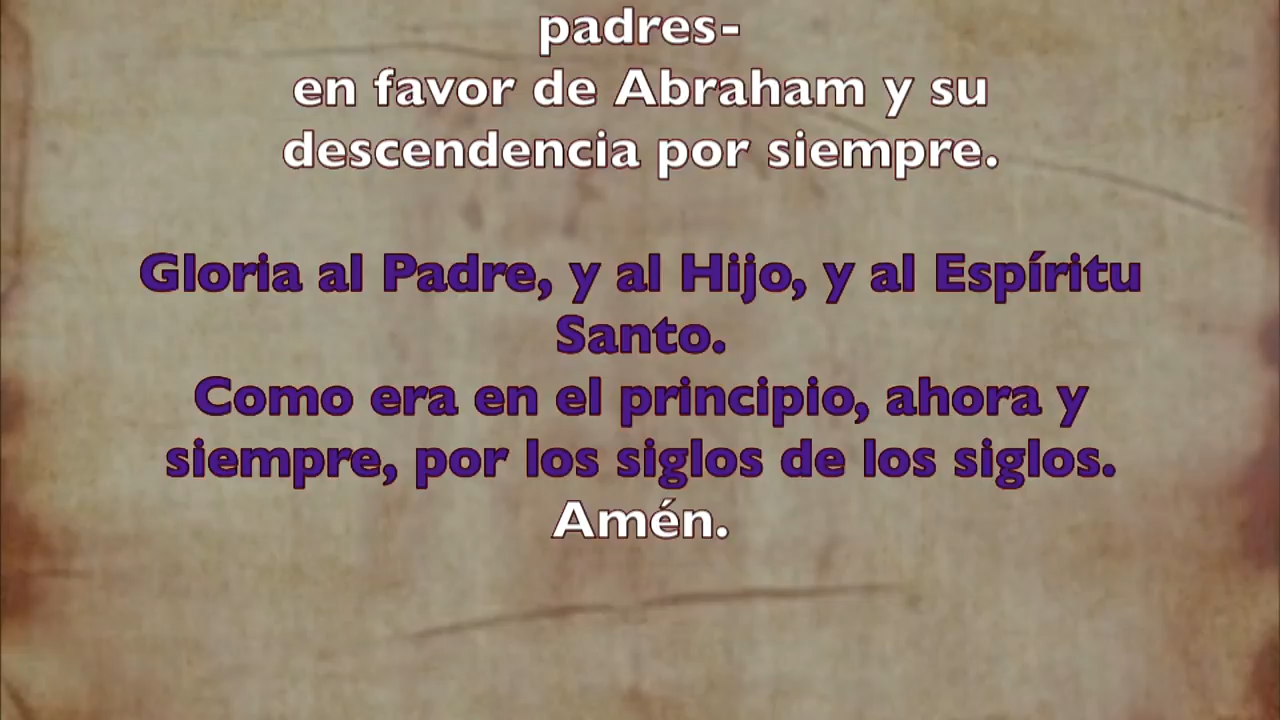 padres-
en favor de Abraham y su
descendencia por siempre.
Gloria al Padre, y al Hijo, y al Espíritu
Santo.
Como era en el principio, ahora y
siempre, por los siglos de los siglos.
Amén.